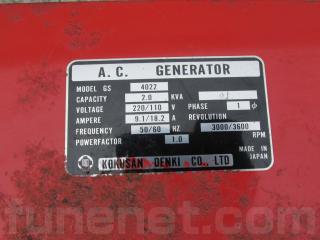 A. C. GENERATOR
MODEL GS 4022
CAPACITY 2.0 KVA
VOLTAGE 220/110 V PHASE 1 φ
AMPERE 9.1/18.2 A REVOLUTION
FREQUENCY 50/60 HZ 3000/3600 RPM
POWERFACTOR 1.0
KOKUSAN DENKI CO., LTD
MADE IN JAPAN
funenet.com